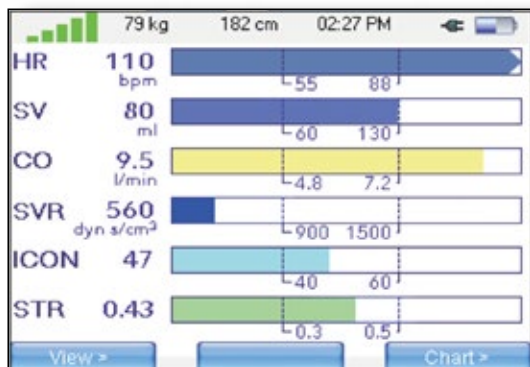 79 kg 182 cm 02:27 PM
HR 110 bpm 55 88
SV 80 ml 60 130
CO 9.5 l/min 4.8 7.2
SVR 560 dyn s/cm³ 900 1500
ICON 47 40 60
STR 0.43 0.3 0.5
View > Chart >